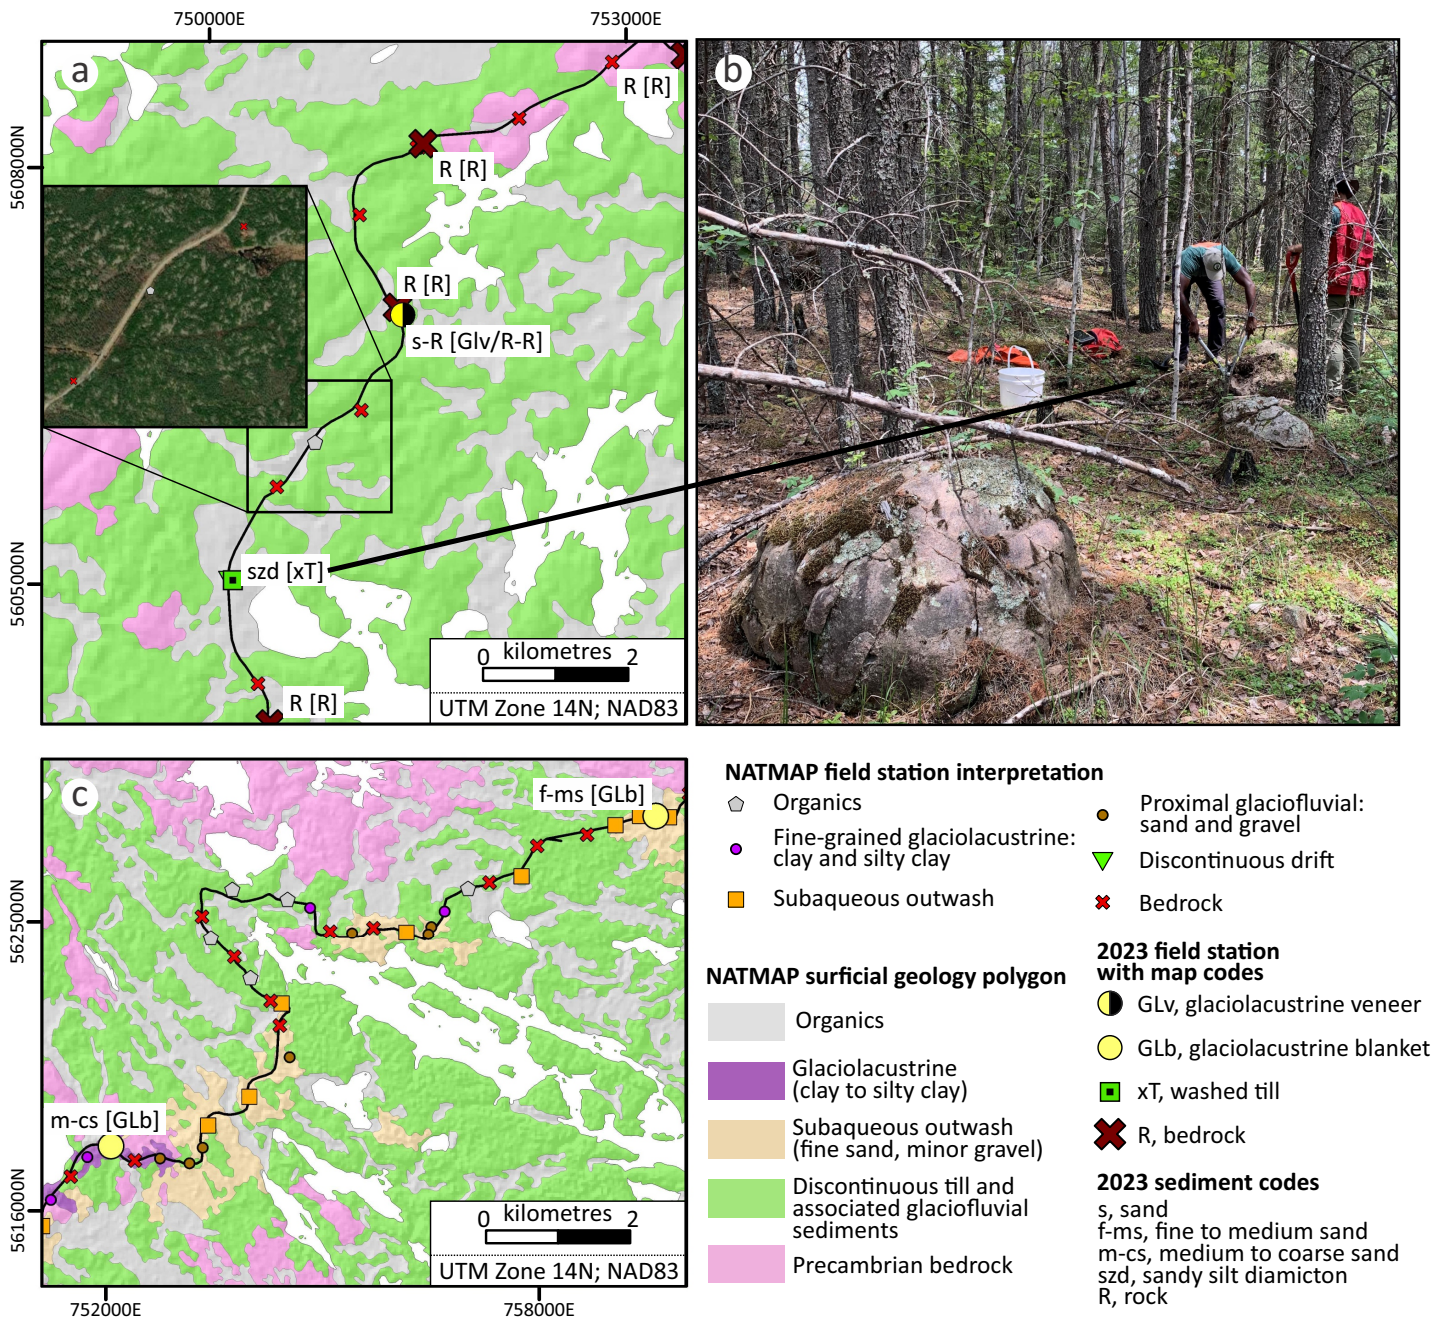 750000E
753000E
a
b
R [R]
5608000N
R [R]
R [R]
s-R [Glv/R-R]
szd [xT]
5605000N
0 kilometres 2
R [R]
UTM Zone 14N; NAD83
c
f-ms [GLb]
5625000N
m-cs [GLb]
5616000N
0 kilometres 2
UTM Zone 14N; NAD83
752000E
758000E
NATMAP field station interpretation
Organics
Fine-grained glaciolacustrine:
clay and silty clay
Subaqueous outwash
Proximal glaciofluvial:
sand and gravel
Discontinuous drift
Bedrock
NATMAP surficial geology polygon
Organics
Glaciolacustrine
(clay to silty clay)
Subaqueous outwash
(fine sand, minor gravel)
Discontinuous till and
associated glaciofluvial
sediments
Precambrian bedrock
2023 field station
with map codes
GLv, glaciolacustrine veneer
GLb, glaciolacustrine blanket
xT, washed till
R, bedrock
2023 sediment codes
s, sand
f-ms, fine to medium sand
m-cs, medium to coarse sand
szd, sandy silt diamicton
R, rock